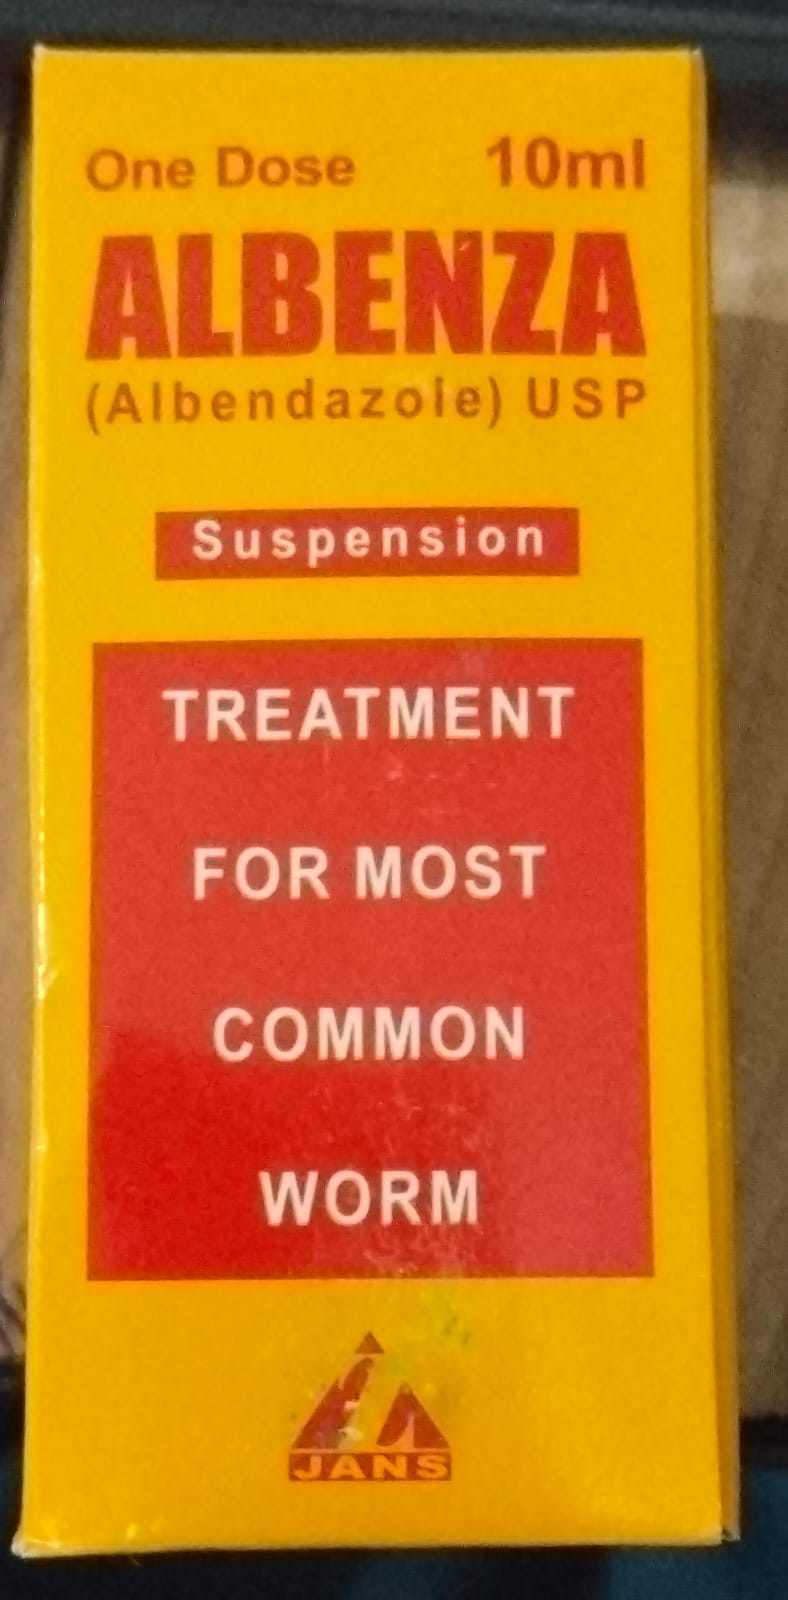 One Dose 10ml
ALBENZA
(Albendazole) USP
Suspension
TREATMENT
FOR MOST
COMMON
WORM
JANS